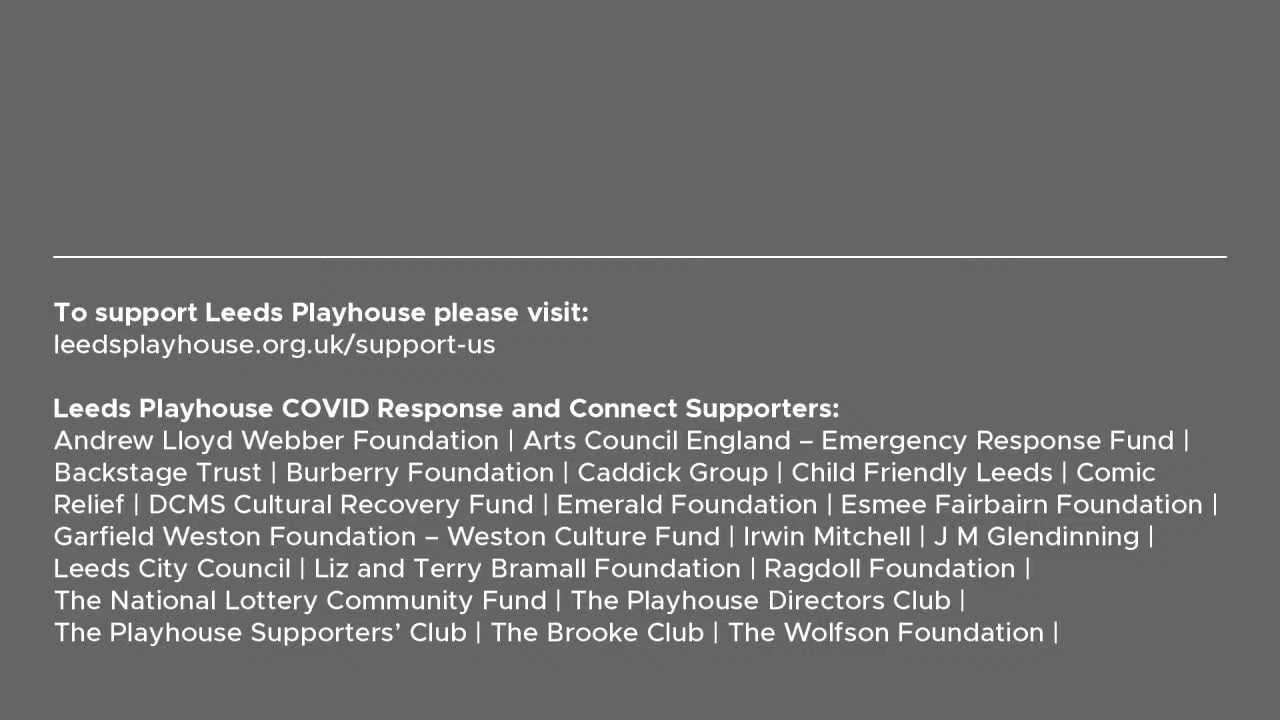 To support Leeds Playhouse please visit:
leedsplayhouse.org.uk/support-us
Leeds Playhouse COVID Response and Connect Supporters:
Andrew Lloyd Webber Foundation | Arts Council England – Emergency Response Fund |
Backstage Trust | Burberry Foundation | Caddick Group | Child Friendly Leeds | Comic
Relief | DCMS Cultural Recovery Fund | Emerald Foundation | Esmee Fairbairn Foundation |
Garfield Weston Foundation – Weston Culture Fund | Irwin Mitchell | J M Glendinning |
Leeds City Council | Liz and Terry Bramall Foundation | Ragdoll Foundation |
The National Lottery Community Fund | The Playhouse Directors Club |
The Playhouse Supporters’ Club | The Brooke Club | The Wolfson Foundation |